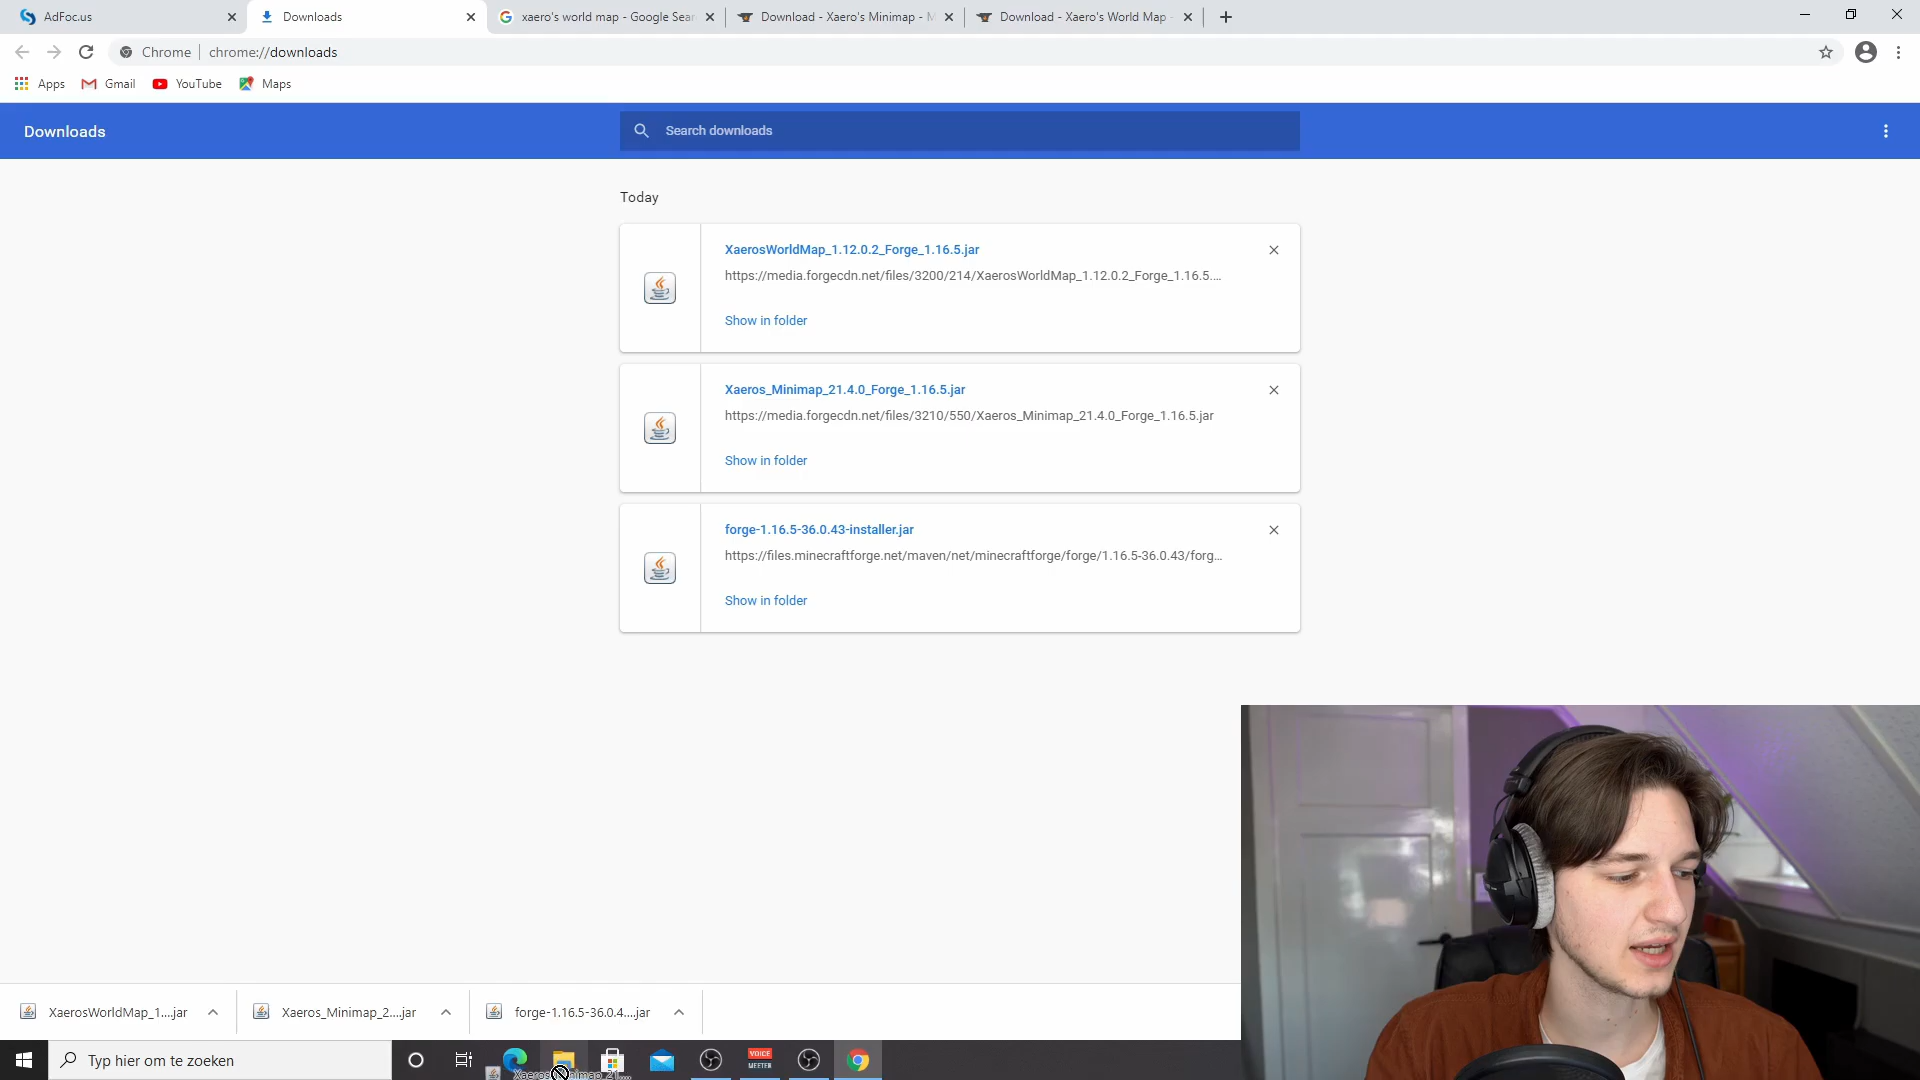 AdFoc.us
Downloads
xaero's world map - Google Sear
Download - Xaero's Minimap - M
Download - Xaero's World Map -
Chrome
chrome://downloads
Apps
Gmail
YouTube
Maps
Downloads
Search downloads
Today
XaerosWorldMap_1.12.0.2_Forge_1.16.5.jar
https://media.forgecdn.net/files/3200/214/XaerosWorldMap_1.12.0.2_Forge_1.16.5....
Show in folder
Xaeros_Minimap_21.4.0_Forge_1.16.5.jar
https://media.forgecdn.net/files/3210/550/Xaeros_Minimap_21.4.0_Forge_1.16.5.jar
Show in folder
forge-1.16.5-36.0.43-installer.jar
https://files.minecraftforge.net/maven/net/minecraftforge/forge/1.16.5-36.0.43/forg...
Show in folder
XaerosWorldMap_1....jar
Xaeros_Minimap_2....jar
forge-1.16.5-36.0.4....jar
Typ hier om te zoeken
VOICE
MEETER